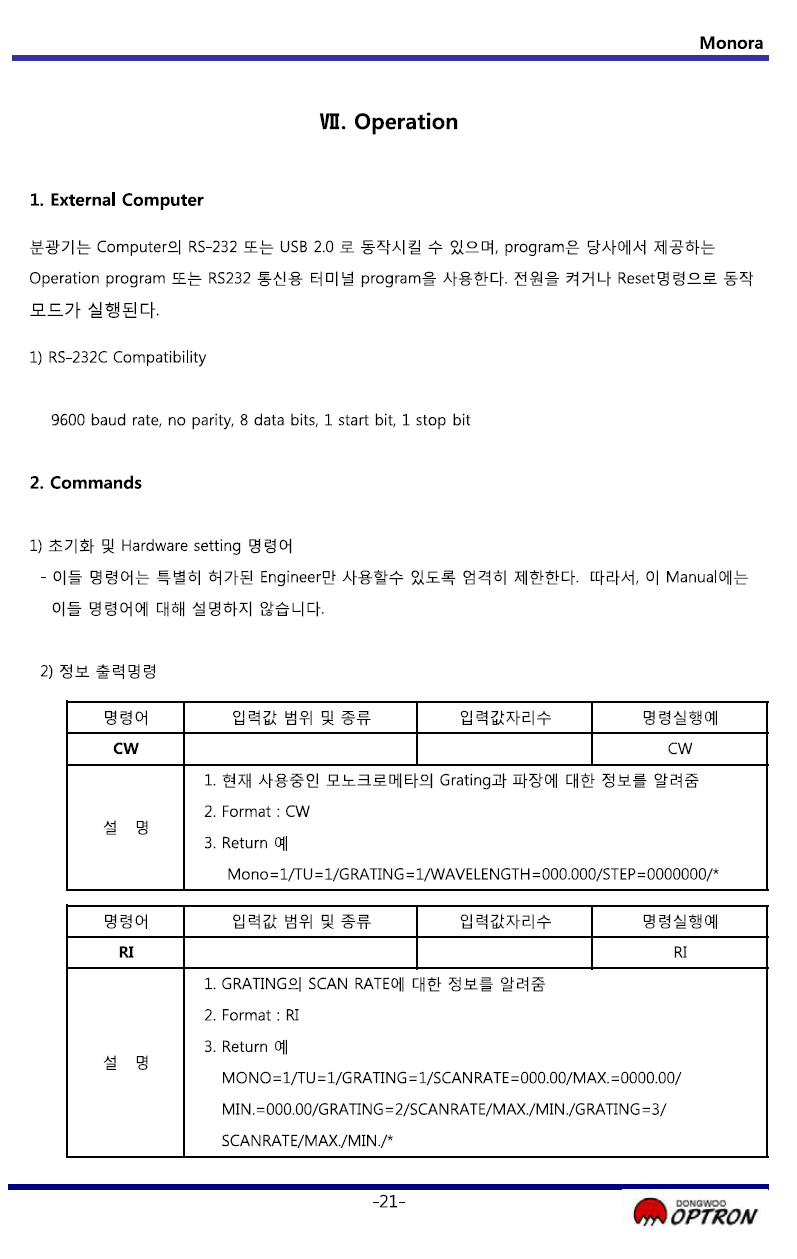 Monora
Ⅶ. Operation
1. External Computer
분광기는 Computer의 RS-232 또는 USB 2.0 로 동작시킬 수 있으며, program은 당사에서 제공하는
Operation program 또는 RS232 통신용 터미널 program을 사용한다. 전원을 켜거나 Reset명령으로 동작
모드가 실행된다.
1) RS-232C Compatibility
9600 baud rate, no parity, 8 data bits, 1 start bit, 1 stop bit
2. Commands
1) 초기화 및 Hardware setting 명령어
- 이들 명령어는 특별히 허가된 Engineer만 사용할수 있도록 엄격히 제한한다. 따라서, 이 Manual에는
이들 명령어에 대해 설명하지 않습니다.
2) 정보 출력명령
명령어 입력값 범위 및 종류 입력값자리수 명령실행예
CW CW
설 명
1. 현재 사용중인 모노크로메타의 Grating과 파장에 대한 정보를 알려줌
2. Format : CW
3. Return 예
Mono=1/TU=1/GRATING=1/WAVELENGTH=000.000/STEP=0000000/*
명령어 입력값 범위 및 종류 입력값자리수 명령실행예
RI RI
설 명
1. GRATING의 SCAN RATE에 대한 정보를 알려줌
2. Format : RI
3. Return 예
MONO=1/TU=1/GRATING=1/SCANRATE=000.00/MAX.=0000.00/
MIN.=000.00/GRATING=2/SCANRATE/MAX./MIN./GRATING=3/
SCANRATE/MAX./MIN./*
-21-
DONGWOO
OPTRON